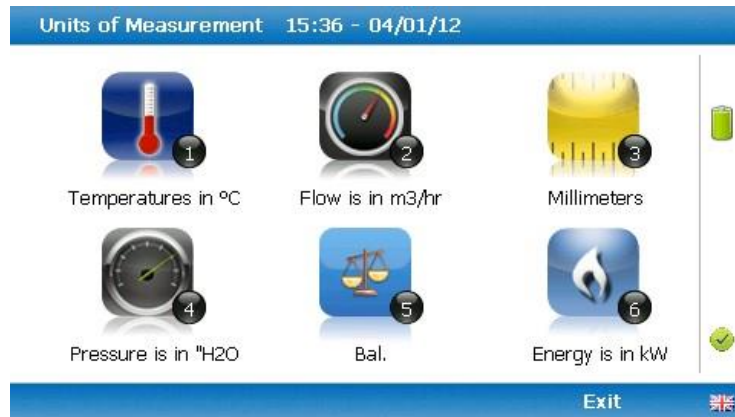 Units of Measurement 15:36 - 04/01/12
1
2
3
Temperatures in ºC
Flow is in m3/hr
Millimeters
4
5
6
Pressure is in "H2O
Bal.
Energy is in kW
Exit